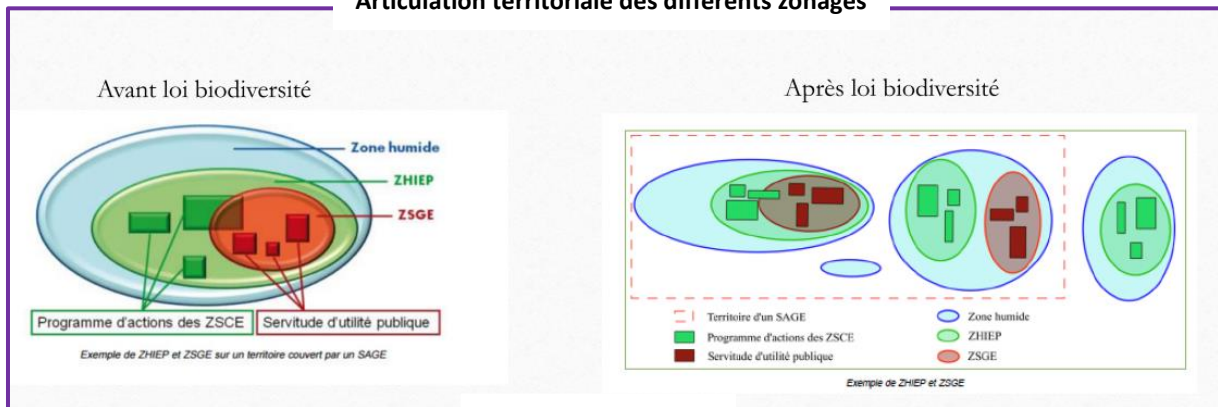 Articulation territoriale des différents zonages
Avant loi biodiversité
Zone humide
ZHIEP
ZSGE
Programme d'actions des ZSCE
Servitude d'utilité publique
Exemple de ZHIEP et ZSGE sur un territoire couvert par un SAGE
Après loi biodiversité
Territoire d'un SAGE
Programme d'actions des ZSCE
Servitude d'utilité publique
Zone humide
ZHIEP
ZSGE
Exemple de ZHIEP et ZSGE